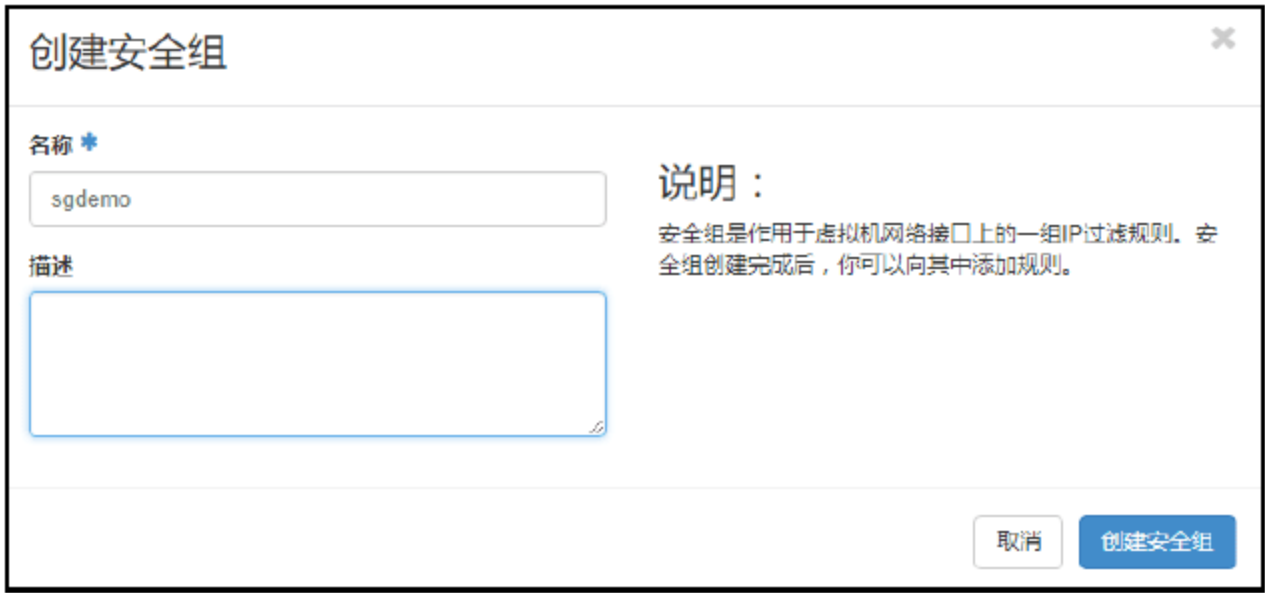 创建安全组
名称 *
sgdemo
描述
说明：
安全组是作用于虚拟机网络接口上的一组IP过滤规则。安
全组创建完成后，你可以向其中添加规则。
取消
创建安全组